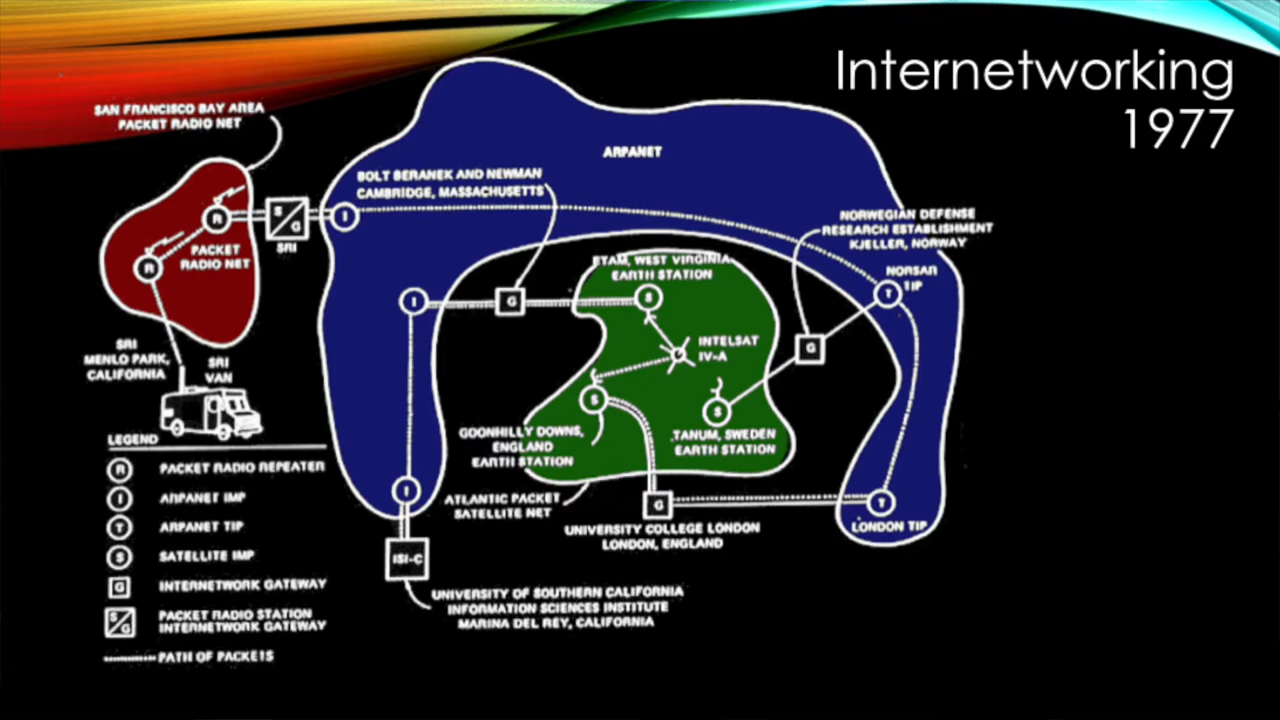 Internetworking
1977
SAN FRANCISCO BAY AREA
PACKET RADIO NET
ARPANET
BOLT BERANEK AND NEWMAN
CAMBRIDGE, MASSACHUSETTS
NORWEGIAN DEFENSE
RESEARCH ESTABLISHMENT
KJELLER, NORWAY
R
S/G
I
SRI
PACKET
RADIO NET
R
ETAM, WEST VIRGINIA
EARTH STATION
NORSAR
TIP
T
I
G
S
INTELSAT
IV-A
G
SRI
MENLO PARK,
CALIFORNIA
SRI
VAN
S
S
GOONHILLY DOWNS,
ENGLAND
EARTH STATION
TANUM, SWEDEN
EARTH STATION
I
ATLANTIC PACKET
SATELLITE NET
G
T
LONDON TIP
UNIVERSITY COLLEGE LONDON
LONDON, ENGLAND
ISI-C
UNIVERSITY OF SOUTHERN CALIFORNIA
INFORMATION SCIENCES INSTITUTE
MARINA DEL REY, CALIFORNIA
LEGEND
R PACKET RADIO REPEATER
I ARPANET IMP
T ARPANET TIP
S SATELLITE IMP
G INTERNETWORK GATEWAY
S/G PACKET RADIO STATION
INTERNETWORK GATEWAY
PATH OF PACKETS